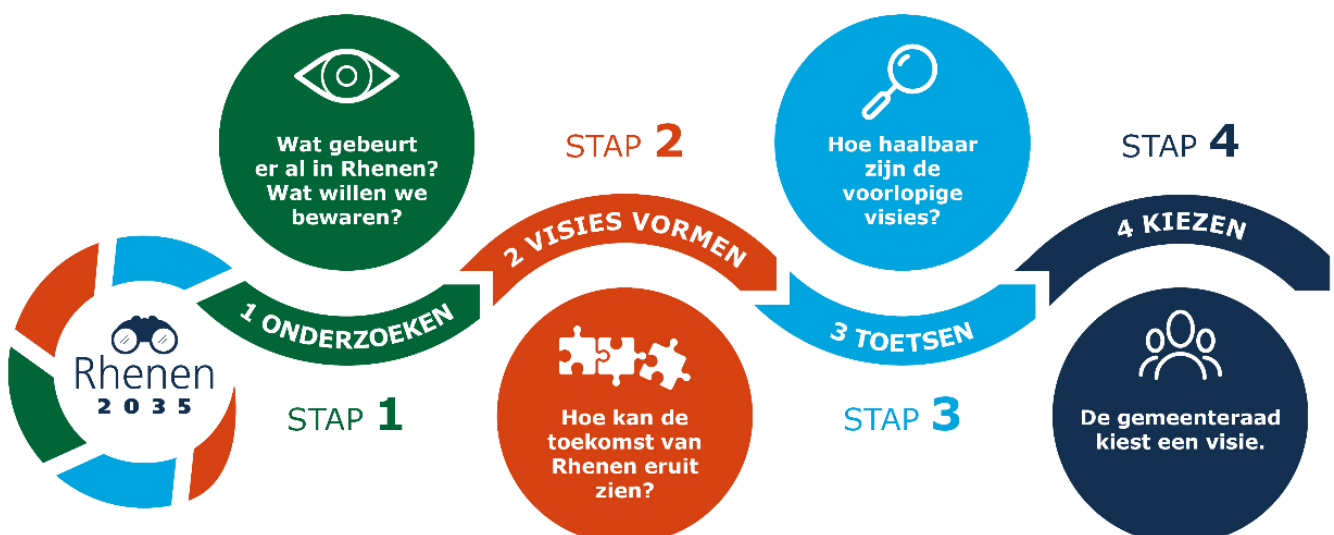 Rhenen
2035
1 ONDERZOEKEN
STAP 1
Wat gebeurt
er al in Rhenen?
Wat willen we
bewaren?
STAP 2
2 VISIES VORMEN
Hoe kan de
toekomst van
Rhenen eruit
zien?
Hoe haalbaar
zijn de
voorlopige
visies?
3 TOETSEN
STAP 3
STAP 4
4 KIEZEN
De gemeenteraad
kiest een visie.